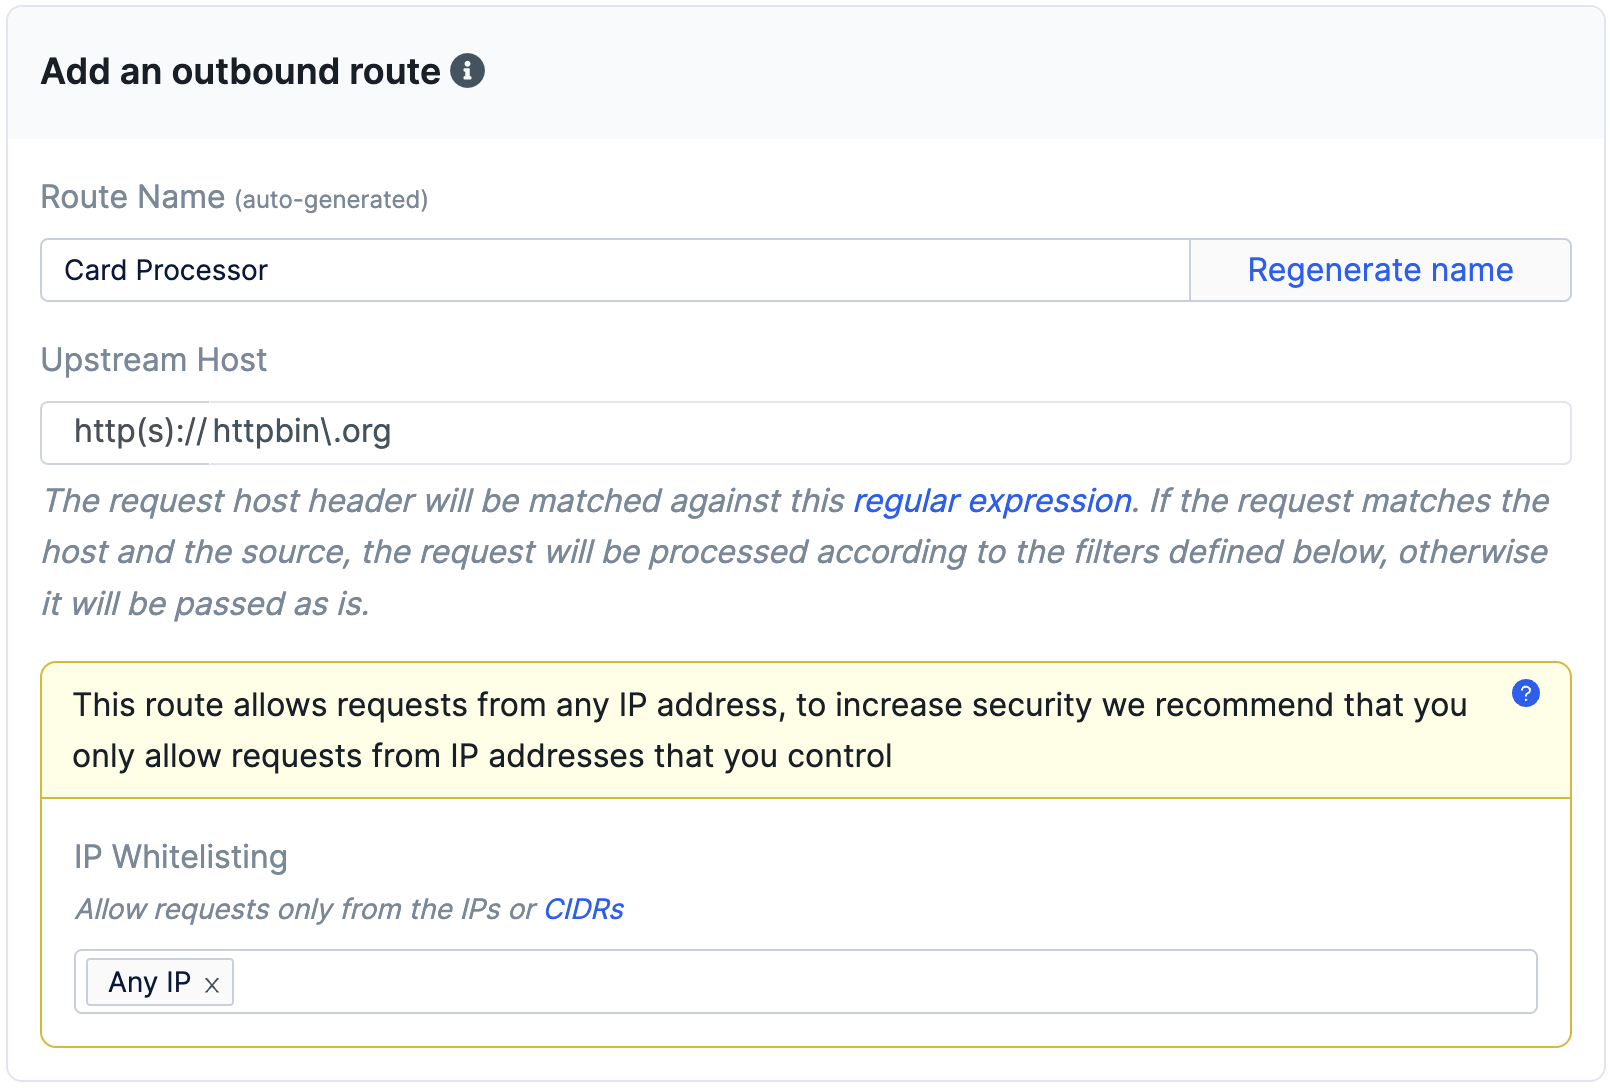 Add an outbound route
Route Name (auto-generated)
Card Processor
Regenerate name
Upstream Host
http(s):// httpbin\.org
The request host header will be matched against this regular expression. If the request matches the
host and the source, the request will be processed according to the filters defined below, otherwise
it will be passed as is.
This route allows requests from any IP address, to increase security we recommend that you
only allow requests from IP addresses that you control
?
IP Whitelisting
Allow requests only from the IPs or CIDRs
Any IP x